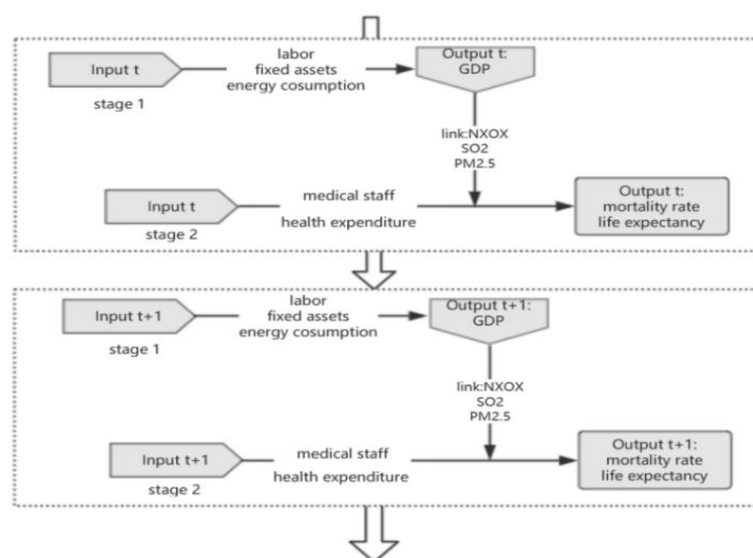 labor
fixed assets
energy cosumption
Input t
Output t:
GDP
stage 1
link:NXOX
SO2
PM2.5
Input t
medical staff
health expenditure
Output t:
mortality rate
life expectancy
stage 2
labor
fixed assets
energy cosumption
Input t+1
Output t+1:
GDP
stage 1
link:NXOX
SO2
PM2.5
Input t+1
medical staff
health expenditure
Output t+1:
mortality rate
life expectancy
stage 2